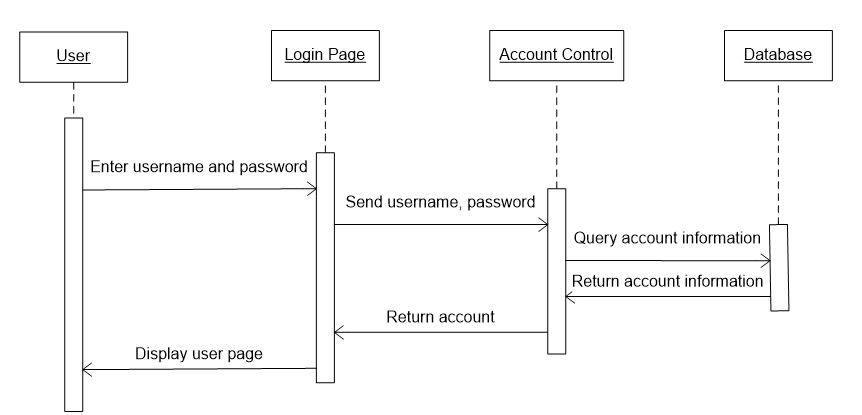 User
Login Page
Account Control
Database
Enter username and password
Send username, password
Query account information
Return account information
Return account
Display user page